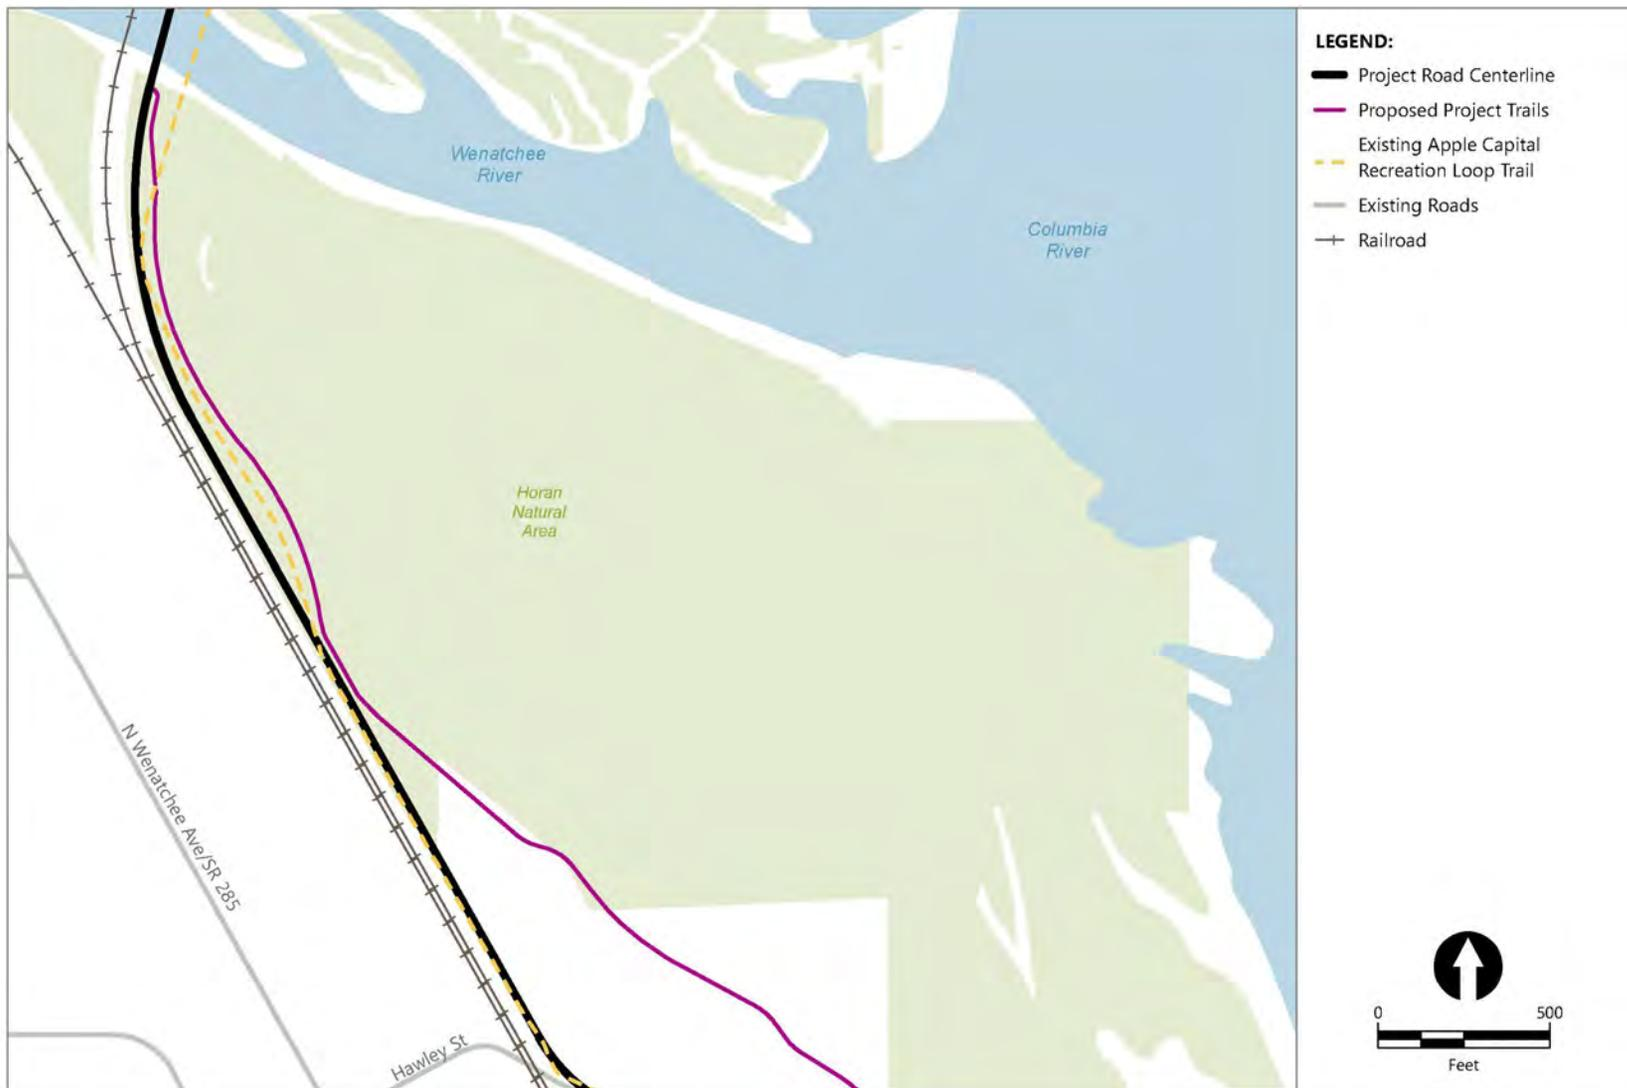 Wenatchee
River
Columbia
River
Horan
Natural
Area
N Wenatchee Ave/SR 285
Hawley St
LEGEND:
Project Road Centerline
Proposed Project Trails
Existing Apple Capital
Recreation Loop Trail
Existing Roads
Railroad
0 500
Feet